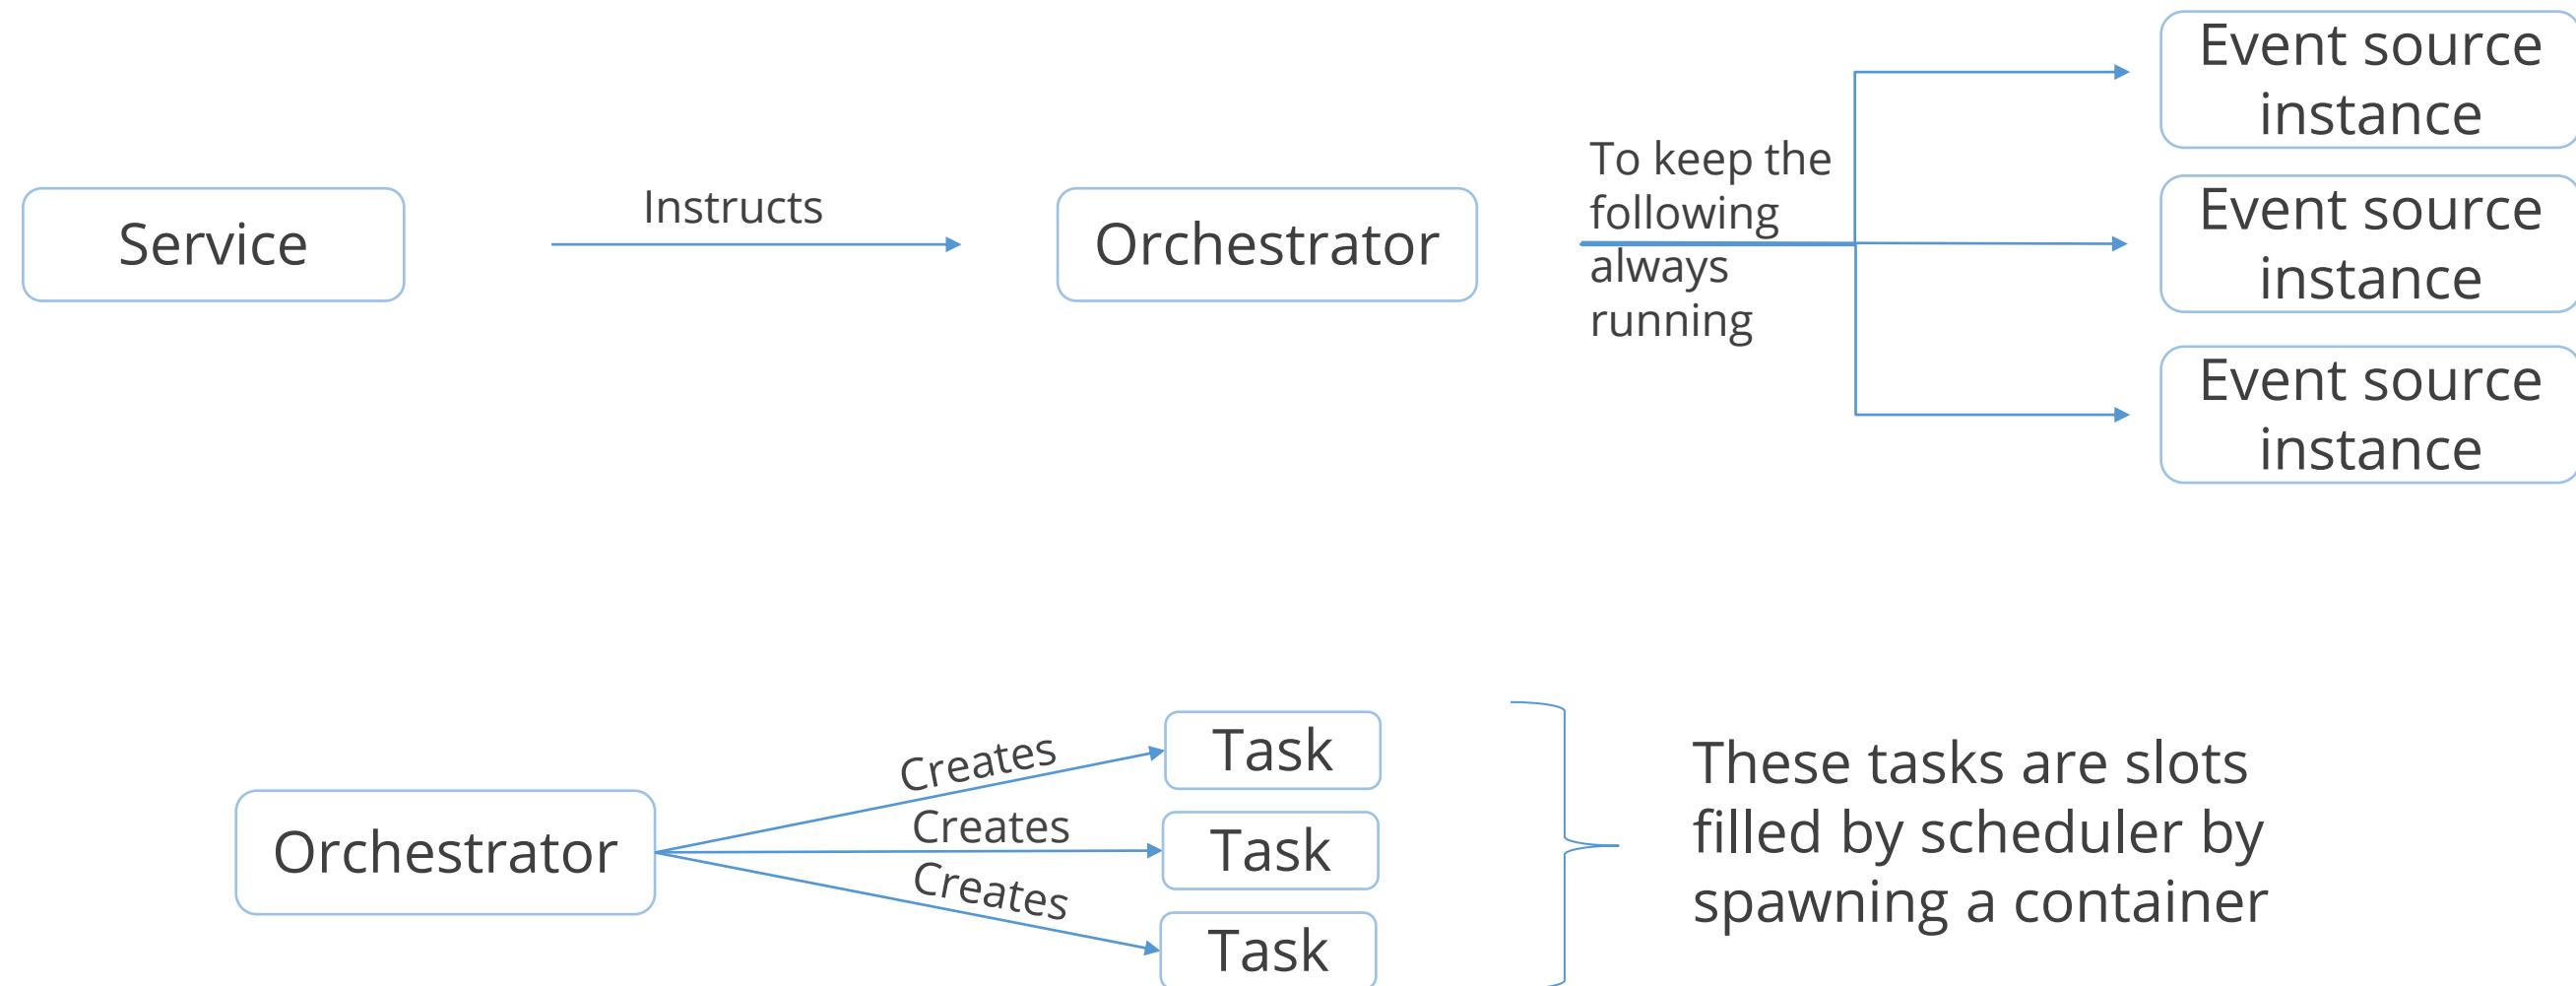 Service
Instructs
Orchestrator
To keep the
following
always
running
Event source
instance
Event source
instance
Event source
instance
Orchestrator
Creates
Creates
Creates
Task
Task
Task
These tasks are slots
filled by scheduler by
spawning a container